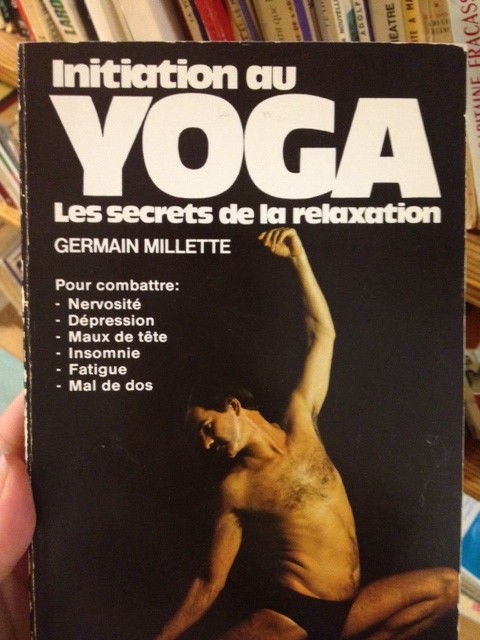 Initiation au
YOGA
Les secrets de la relaxation
GERMAIN MILLETTE
Pour combattre:
- Nervosité
- Dépression
- Maux de tête
- Insomnie
- Fatigue
- Mal de dos